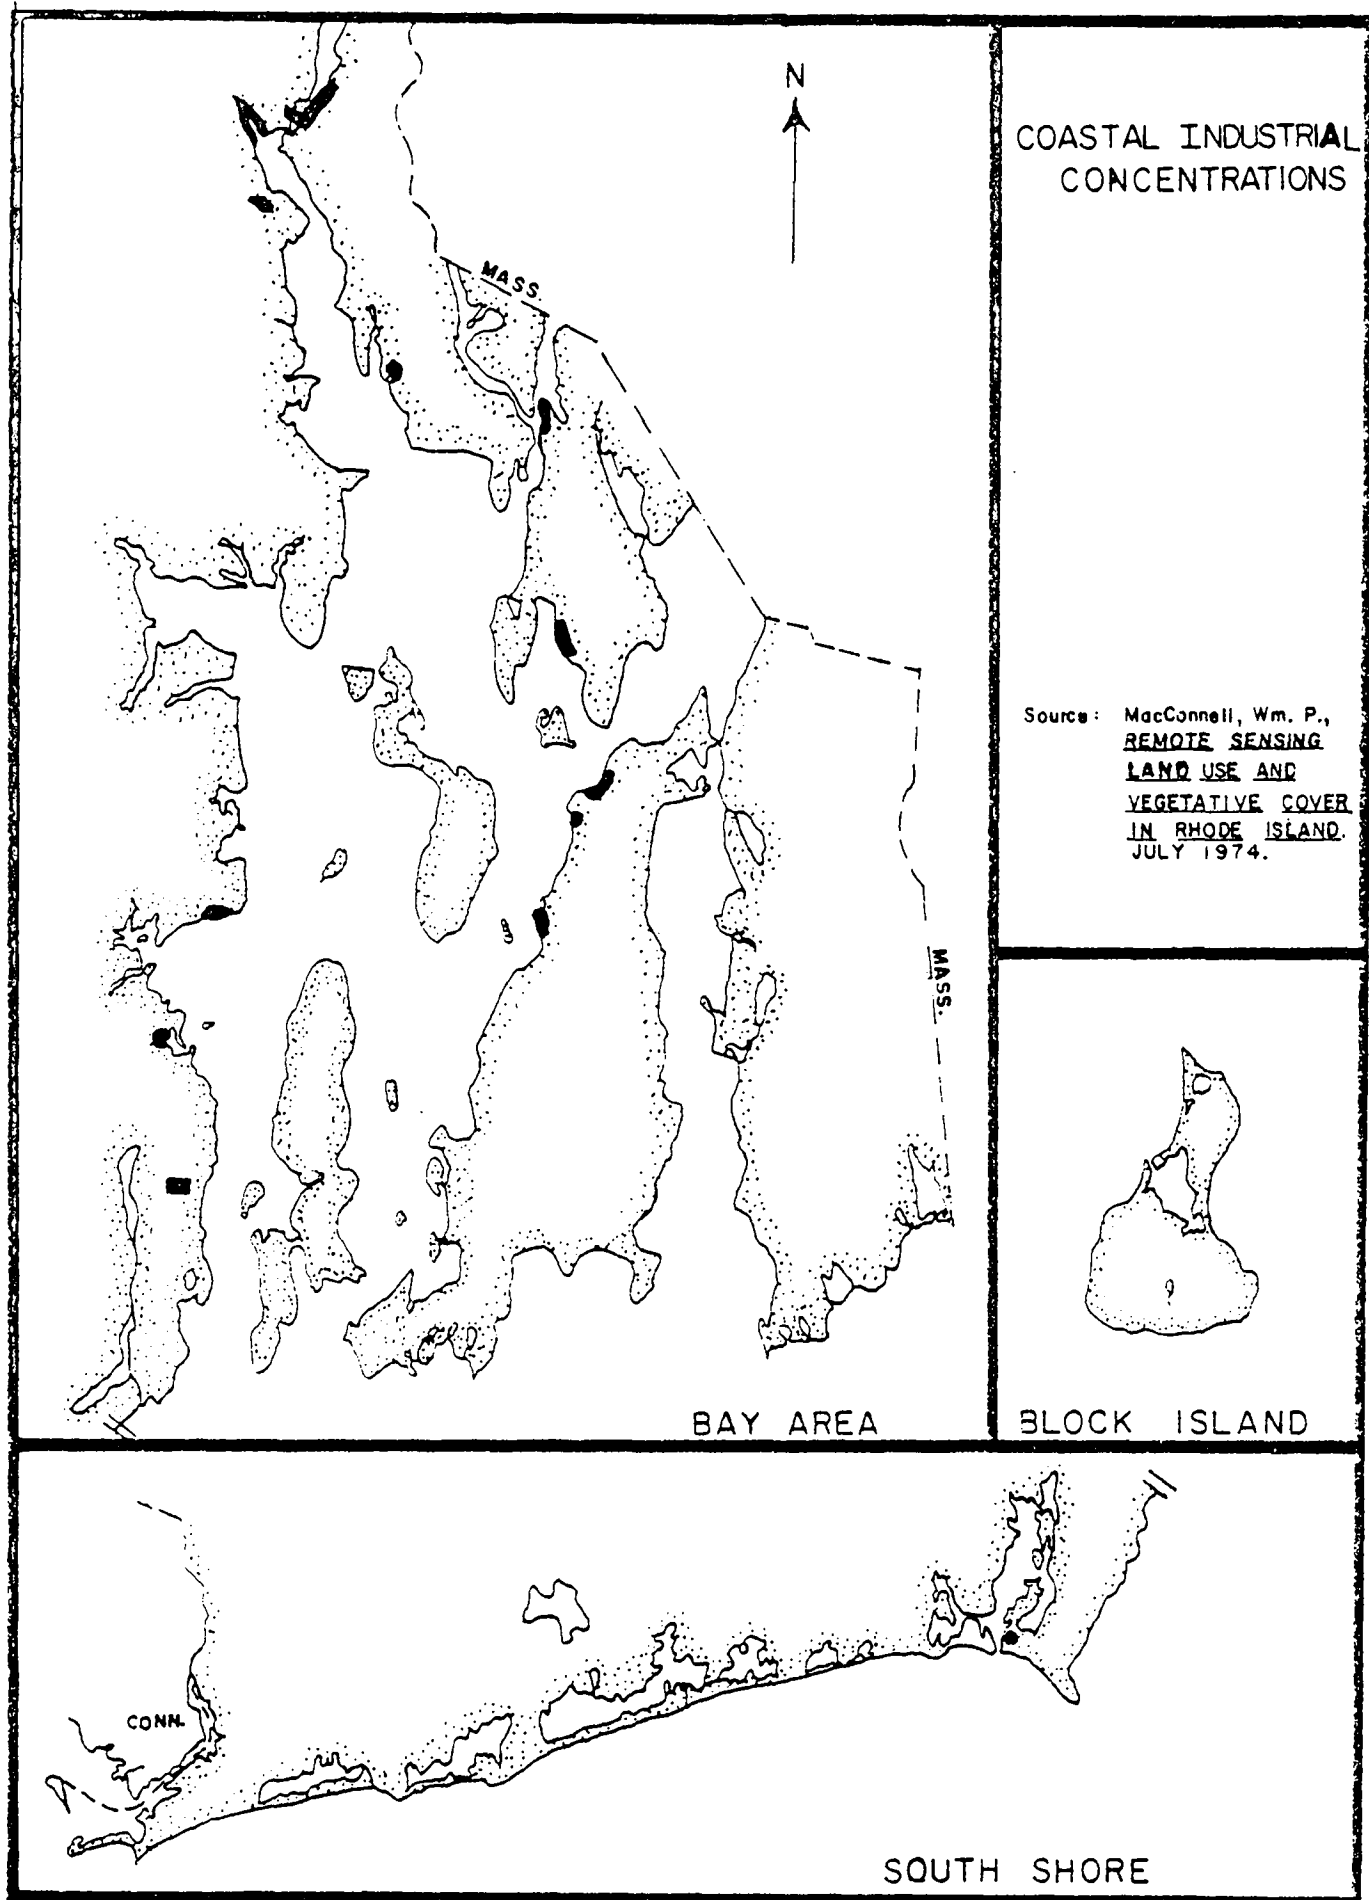 N
COASTAL INDUSTRIAL
CONCENTRATIONS
MASS.
Source: MacConnell, Wm. P.,
REMOTE SENSING
LAND USE AND
VEGETATIVE COVER
IN RHODE ISLAND.
JULY 1974.
MASS.
BAY AREA
BLOCK ISLAND
CONN.
SOUTH SHORE